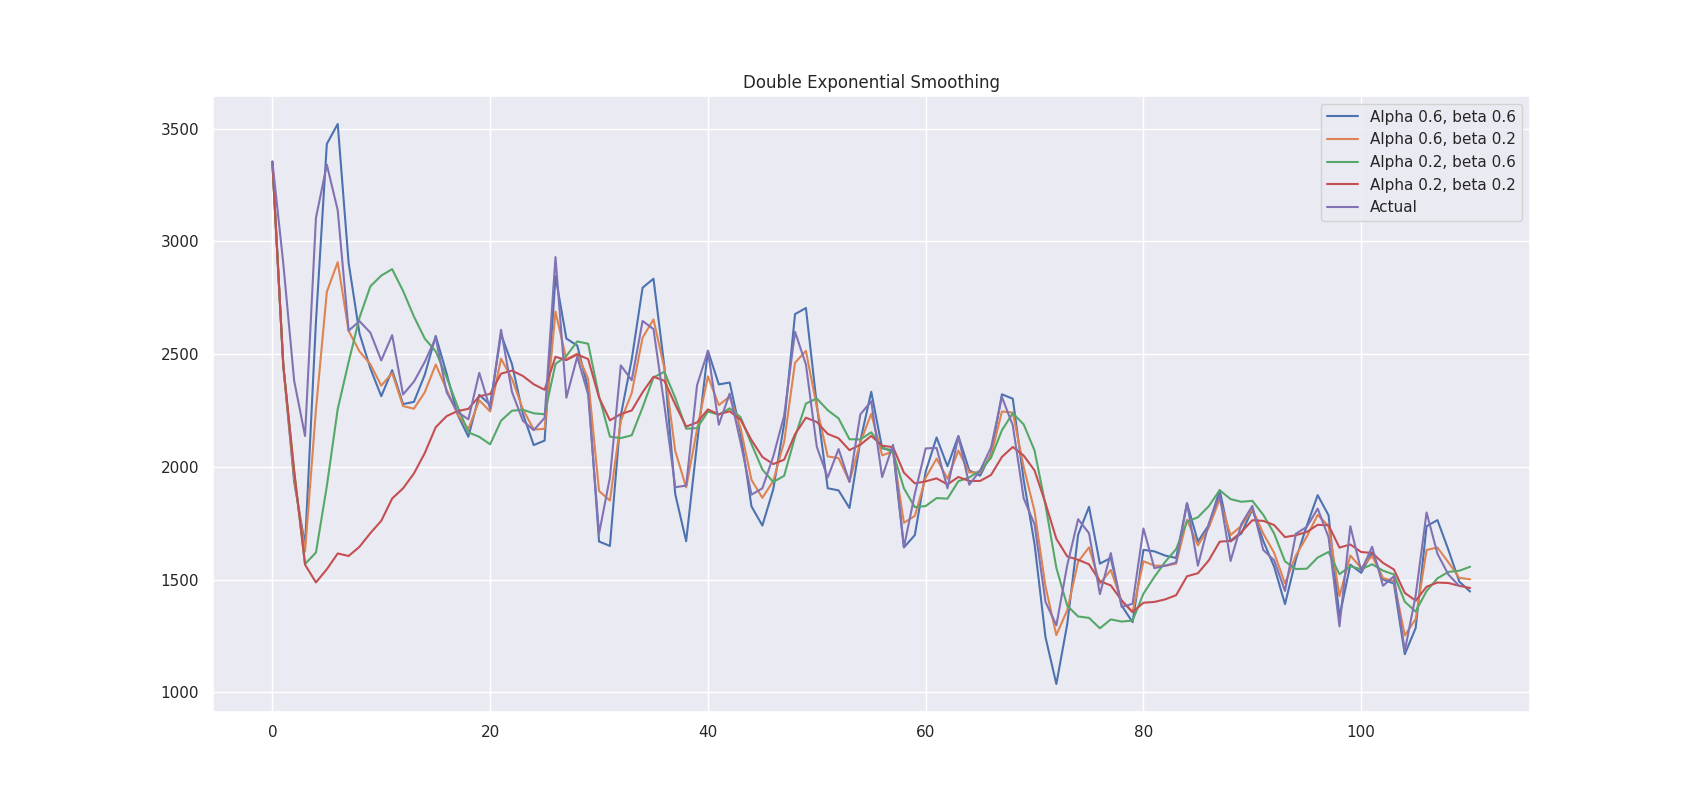 Double Exponential Smoothing
Alpha 0.6, beta 0.6
Alpha 0.6, beta 0.2
Alpha 0.2, beta 0.6
Alpha 0.2, beta 0.2
Actual
3500
3000
2500
2000
1500
1000
0 20 40 60 80 100